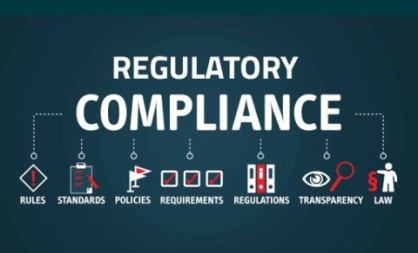 REGULATORY
COMPLIANCE
RULES STANDARDS POLICIES REQUIREMENTS REGULATIONS TRANSPARENCY LAW